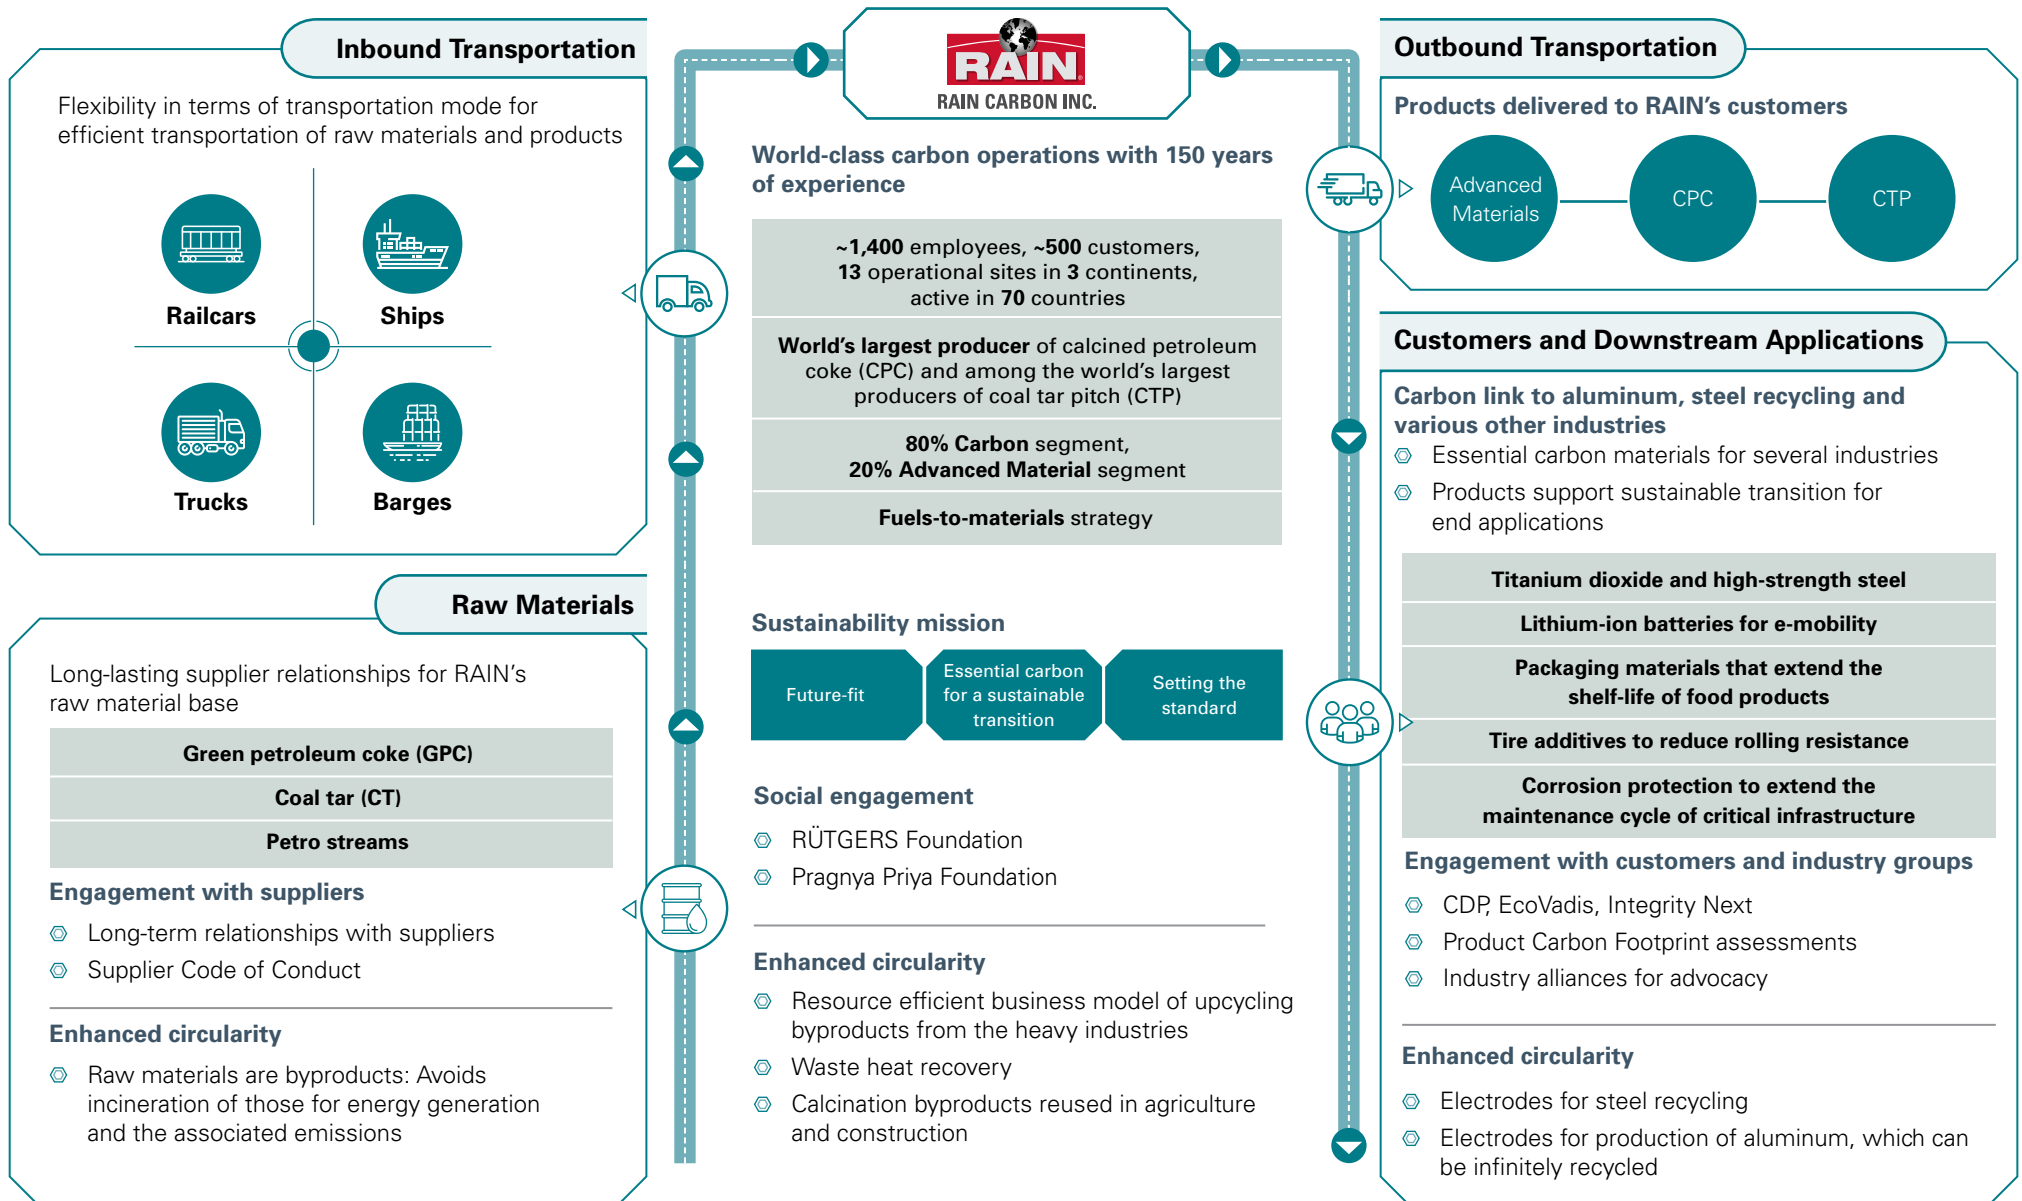 Inbound Transportation
Flexibility in terms of transportation mode for
efficient transportation of raw materials and products
Railcars
Ships
Trucks
Barges
Raw Materials
Long-lasting supplier relationships for RAIN’s
raw material base
Green petroleum coke (GPC)
Coal tar (CT)
Petro streams
Engagement with suppliers
Long-term relationships with suppliers
Supplier Code of Conduct
Enhanced circularity
Raw materials are byproducts: Avoids
incineration of those for energy generation
and the associated emissions
RAIN
RAIN CARBON INC.
World-class carbon operations with 150 years
of experience
~1,400 employees, ~500 customers,
13 operational sites in 3 continents,
active in 70 countries
World’s largest producer of calcined petroleum
coke (CPC) and among the world’s largest
producers of coal tar pitch (CTP)
80% Carbon segment,
20% Advanced Material segment
Fuels-to-materials strategy
Sustainability mission
Future-fit
Essential carbon
for a sustainable
transition
Setting the
standard
Social engagement
RÜTGERS Foundation
Pragnya Priya Foundation
Enhanced circularity
Resource efficient business model of upcycling
byproducts from the heavy industries
Waste heat recovery
Calcination byproducts reused in agriculture
and construction
Outbound Transportation
Products delivered to RAIN’s customers
Advanced
Materials
CPC
CTP
Customers and Downstream Applications
Carbon link to aluminum, steel recycling and
various other industries
Essential carbon materials for several industries
Products support sustainable transition for
end applications
Titanium dioxide and high-strength steel
Lithium-ion batteries for e-mobility
Packaging materials that extend the
shelf-life of food products
Tire additives to reduce rolling resistance
Corrosion protection to extend the
maintenance cycle of critical infrastructure
Engagement with customers and industry groups
CDP, EcoVadis, Integrity Next
Product Carbon Footprint assessments
Industry alliances for advocacy
Enhanced circularity
Electrodes for steel recycling
Electrodes for production of aluminum, which can
be infinitely recycled